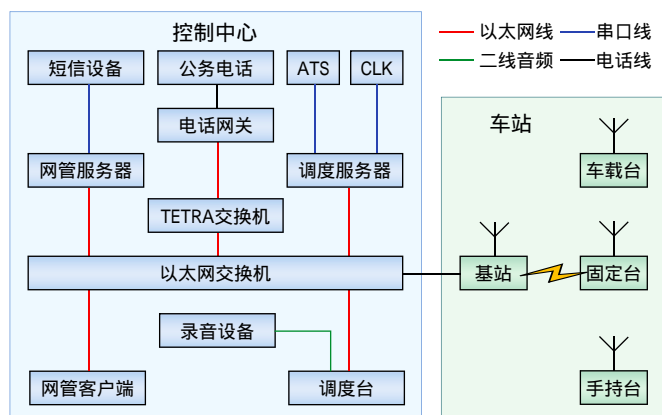 控制中心
以太网线
串口线
二线音频
电话线
短信设备
公务电话
ATS
CLK
电话网关
车站
网管服务器
调度服务器
车载台
TETRA交换机
以太网交换机
基站
固定台
录音设备
网管客户端
调度台
手持台